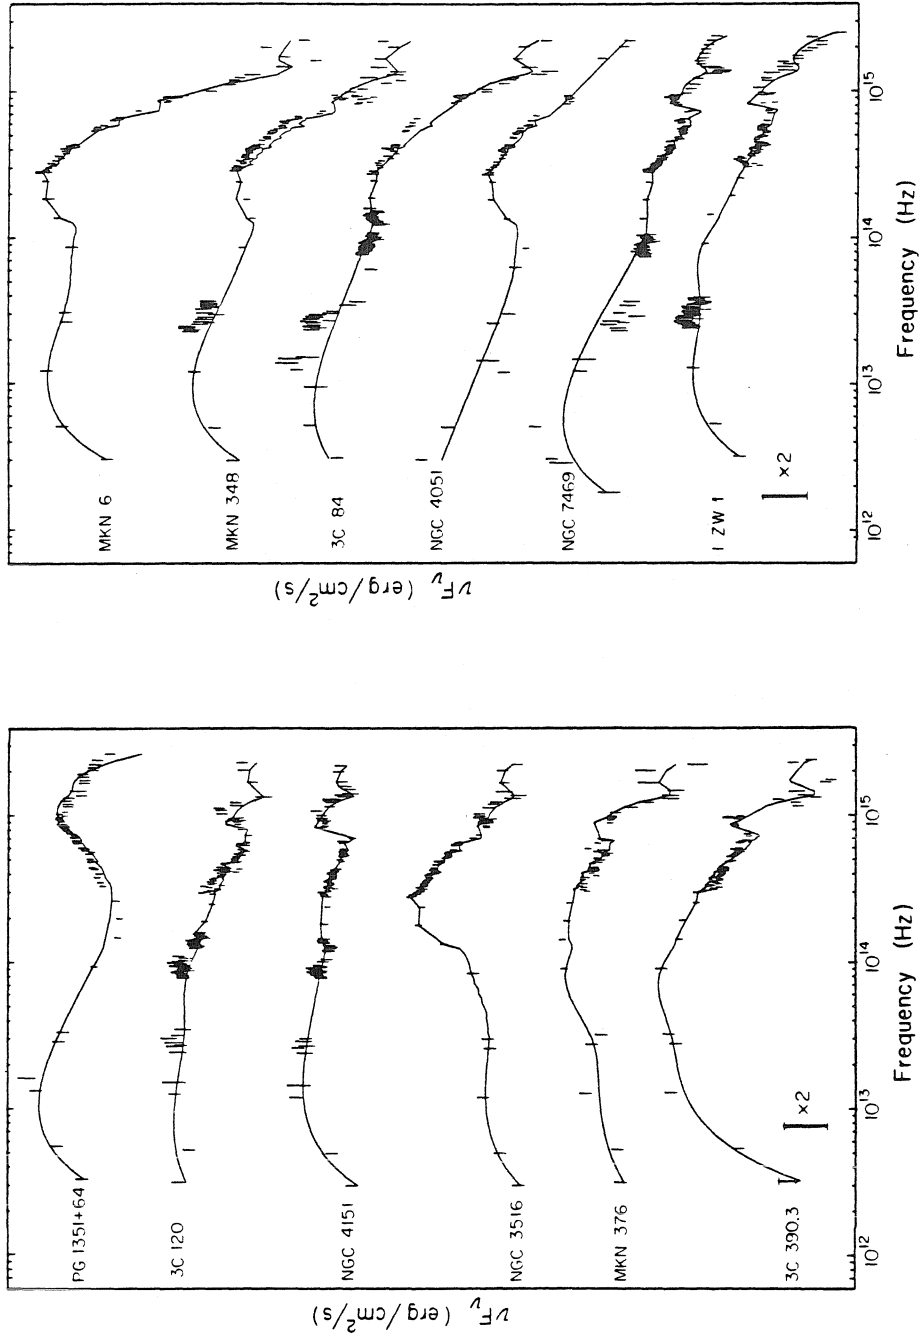 νFν (erg/cm²/s)
PG 1351+64
3C 120
NGC 4151
NGC 3516
MKN 376
3C 390.3
×2
10¹² 10¹³ 10¹⁴ 10¹⁵
Frequency (Hz)
νFν (erg/cm²/s)
MKN 6
MKN 348
3C 84
NGC 4051
NGC 7469
I ZW 1
×2
10¹² 10¹³ 10¹⁴ 10¹⁵
Frequency (Hz)